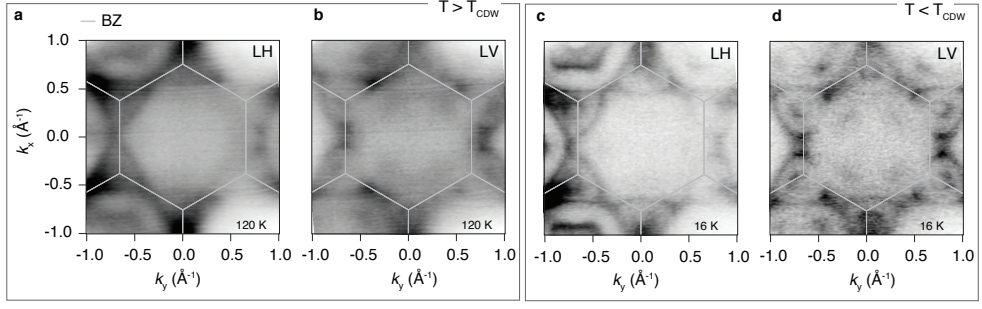 T > T_CDW
T < T_CDW
a
b
c
d
BZ
LH
LV
LH
LV
1.0
0.5
0.0
-0.5
-1.0
k_x (Å⁻¹)
120 K
120 K
16 K
16 K
-1.0 -0.5 0.0 0.5 1.0
-1.0 -0.5 0.0 0.5 1.0
-1.0 -0.5 0.0 0.5 1.0
-1.0 -0.5 0.0 0.5 1.0
k_y (Å⁻¹)
k_y (Å⁻¹)
k_y (Å⁻¹)
k_y (Å⁻¹)